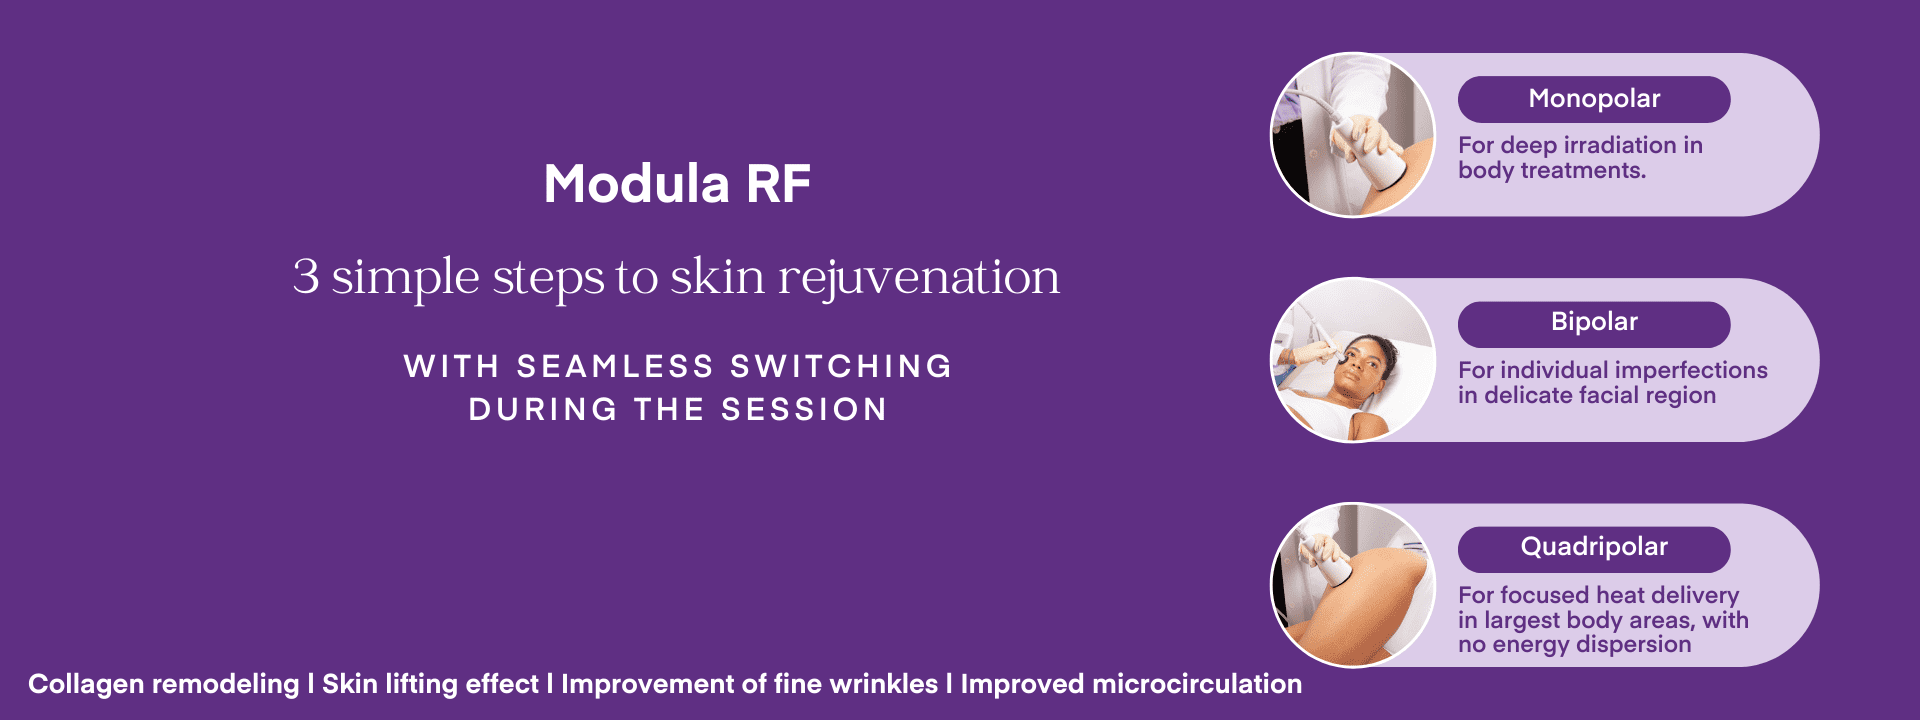 Modula RF
3 simple steps to skin rejuvenation
WITH SEAMLESS SWITCHING
DURING THE SESSION
Monopolar
For deep irradiation in
body treatments.
Bipolar
For individual imperfections
in delicate facial region
Quadripolar
For focused heat delivery
in largest body areas, with
no energy dispersion
Collagen remodeling | Skin lifting effect | Improvement of fine wrinkles | Improved microcirculation